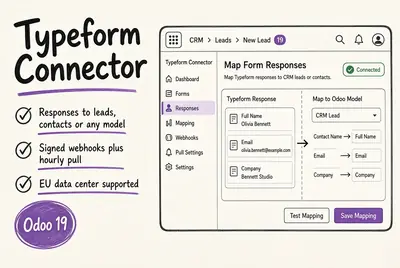 Typeform
Connector
Responses to leads,
contacts or any model
Signed webhooks plus
hourly pull
EU data center supported
Odoo 19
CRM > Leads > New Lead 19
Typeform Connector
Dashboard
Forms
Responses
Mapping
Webhooks
Pull Settings
Settings
Map Form Responses
Map Typeform responses to CRM leads or contacts.
Connected
Typeform Response
Full Name
Olivia Bennett
Email
olivia.bennett@example.com
Company
Bennett Studio
Map to Odoo Model
CRM Lead
Contact Name → Full Name
Email → Email
Company → Company
Test Mapping
Save Mapping